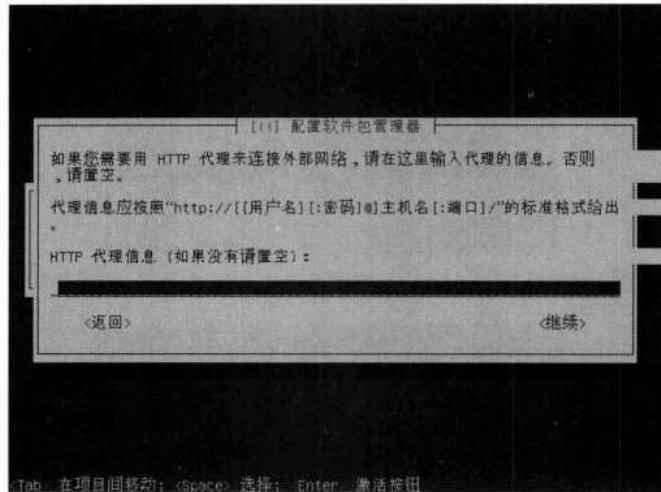 [!!] 配置软件包管理器
如果您需要用 HTTP 代理来连接外部网络,请在这里输入代理的信息。否则
,请置空。
代理信息应按照“http://[[用户名][:密码]@]主机名[:端口]/”的标准格式给出
。
HTTP 代理信息 (如果没有请置空):
<返回>
<继续>
<Tab> 在项目间移动; <Space> 选择; <Enter> 激活按钮